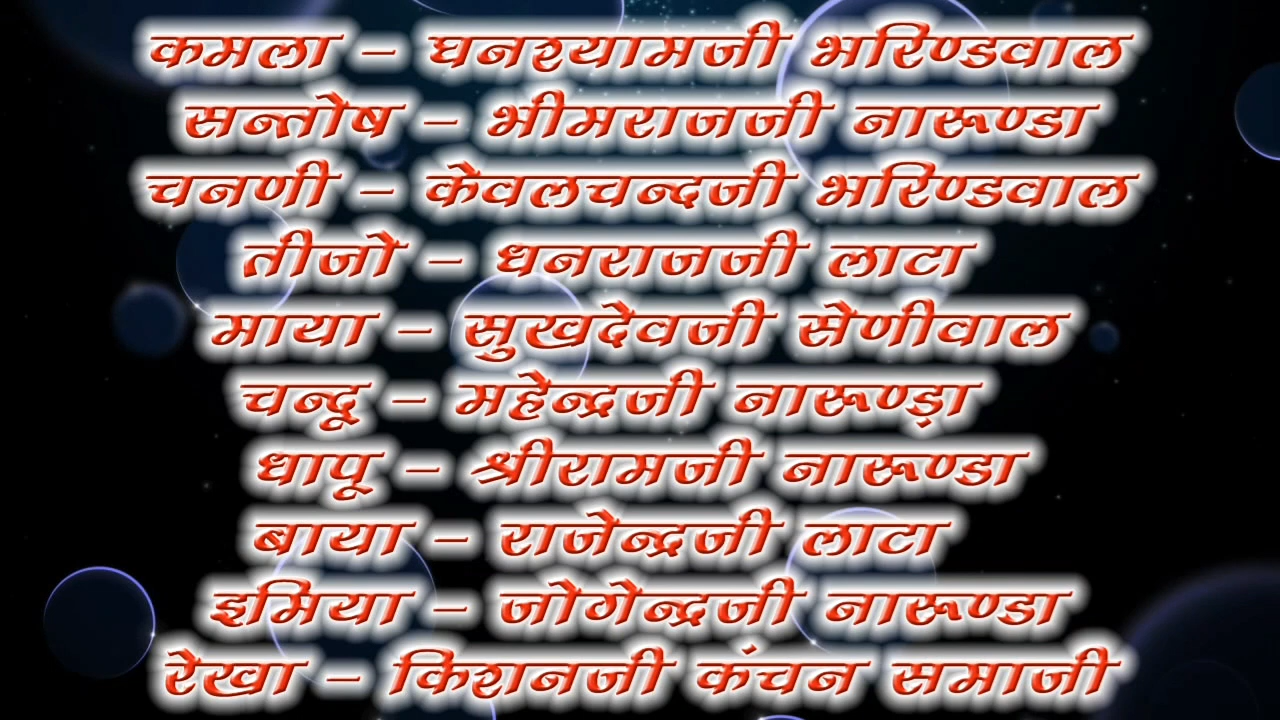 कमला – घनश्यामजी भरिण्डवाल
सन्तोष – भीमराजजी नारूण्डा
चनणी – केवलचन्दजी भरिण्डवाल
तीजो – धनराजजी लाटा
माया – सुखदेवजी सेणीवाल
चन्दू – महेन्द्रजी नारूण्ड़ा
धापू – श्रीरामजी नारूण्डा
बाया – राजेन्द्रजी लाटा
इमिया – जोगेन्द्रजी नारूण्डा
रेखा – किशनजी कंचन समाजी